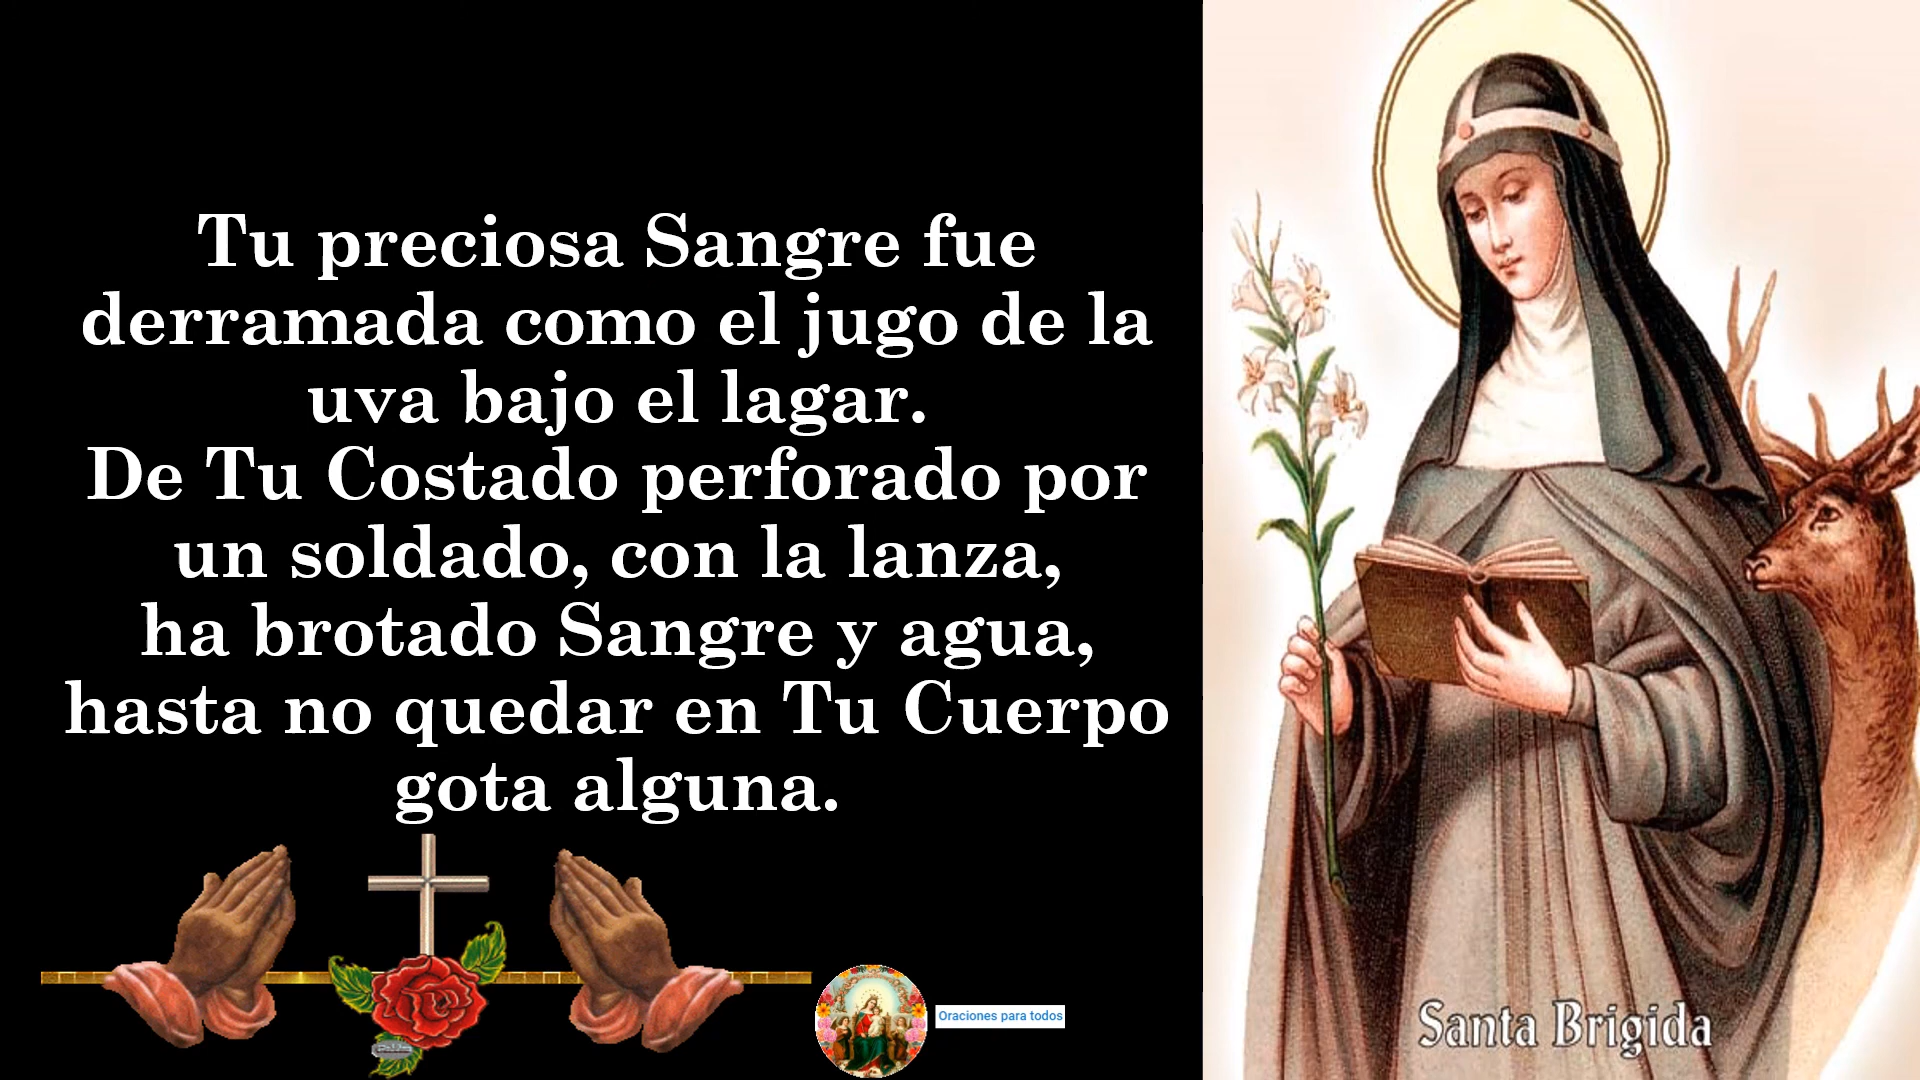 Tu preciosa Sangre fue
derramada como el jugo de la
uva bajo el lagar.
De Tu Costado perforado por
un soldado, con la lanza,
ha brotado Sangre y agua,
hasta no quedar en Tu Cuerpo
gota alguna.
Oraciones para todos
Santa Brigida